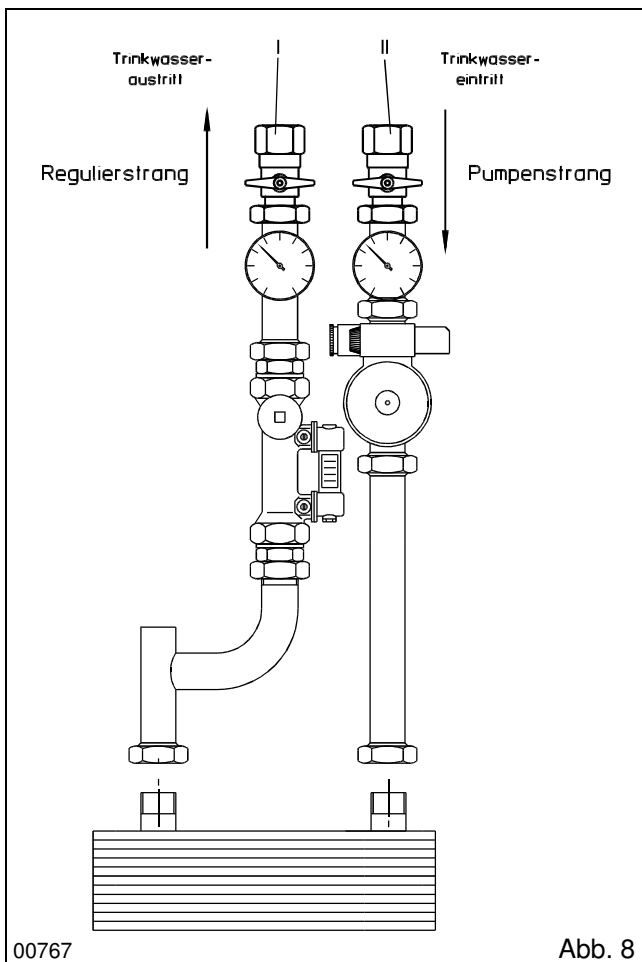 I
II
Trinkwasser-
austritt
Trinkwasser-
eintritt
Regulierstrang
Pumpenstrang
00767
Abb. 8